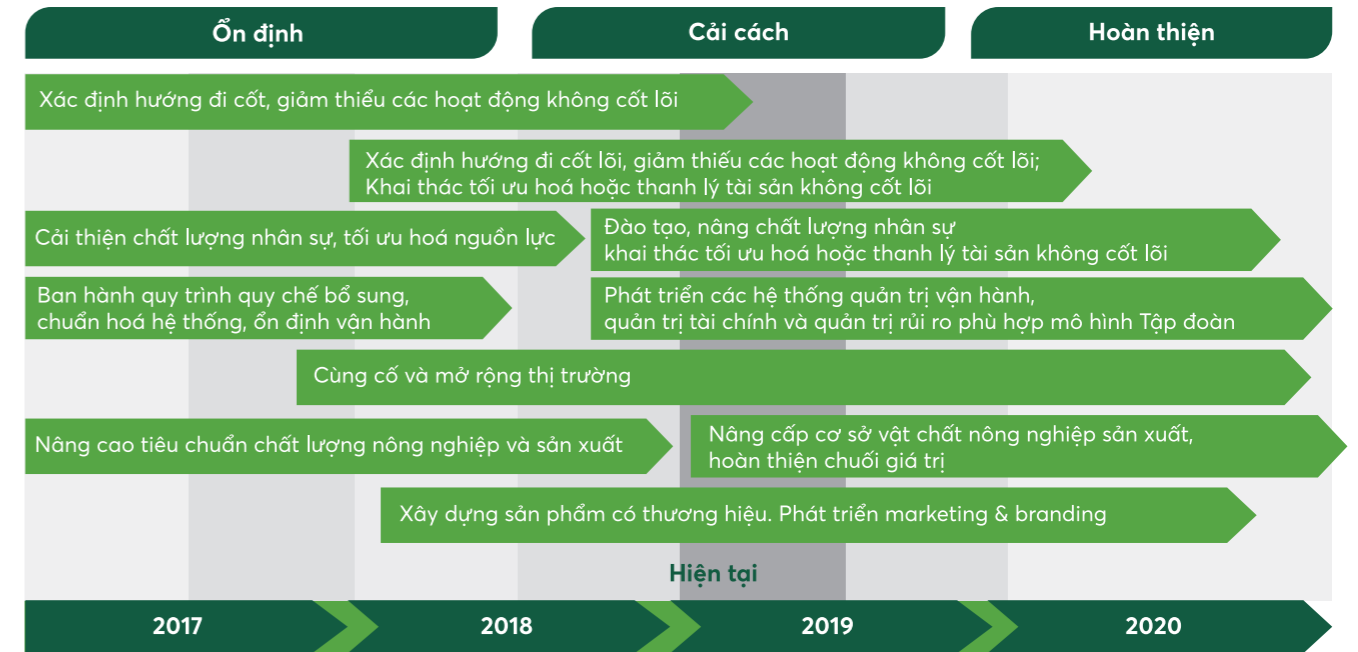 Ổn định
Cải cách
Hoàn thiện
Xác định hướng đi cốt, giảm thiểu các hoạt động không cốt lõi
Xác định hướng đi cốt lõi, giảm thiếu các hoạt động không cốt lõi;
Khai thác tối ưu hoá hoặc thanh lý tài sản không cốt lõi
Cải thiện chất lượng nhân sự, tối ưu hoá nguồn lực
Đào tạo, nâng chất lượng nhân sự
khai thác tối ưu hoá hoặc thanh lý tài sản không cốt lõi
Ban hành quy trình quy chế bổ sung,
chuẩn hoá hệ thống, ổn định vận hành
Phát triển các hệ thống quản trị vận hành,
quản trị tài chính và quản trị rủi ro phù hợp mô hình Tập đoàn
Cùng cố và mở rộng thị trường
Nâng cao tiêu chuẩn chất lượng nông nghiệp và sản xuất
Nâng cấp cơ sở vật chất nông nghiệp sản xuất,
hoàn thiện chuối giá trị
Xây dựng sản phẩm có thương hiệu. Phát triển marketing & branding
Hiện tại
2017
2018
2019
2020